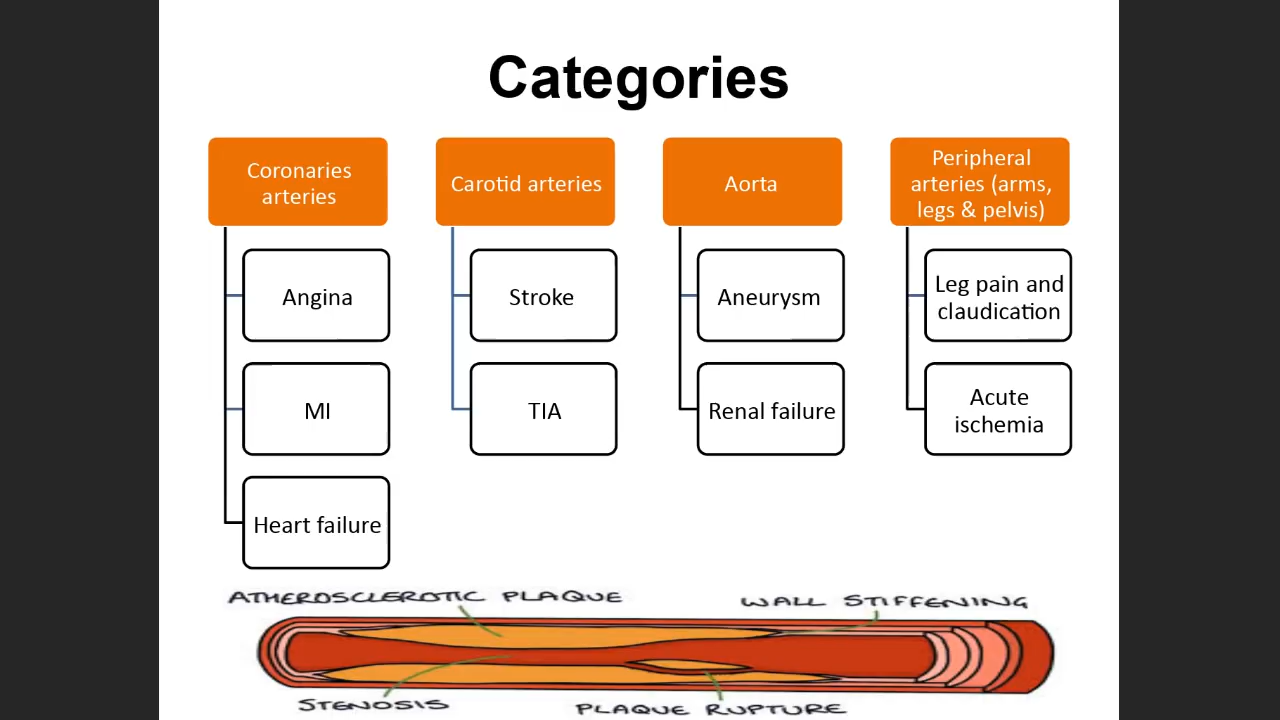 Categories
Coronaries
arteries
Angina
MI
Heart failure
Carotid arteries
Stroke
TIA
Aorta
Aneurysm
Renal failure
Peripheral
arteries (arms,
legs & pelvis)
Leg pain and
claudication
Acute
ischemia
ATHEROSCLEROTIC PLAQUE
WALL STIFFENING
STENOSIS
PLAQUE RUPTURE